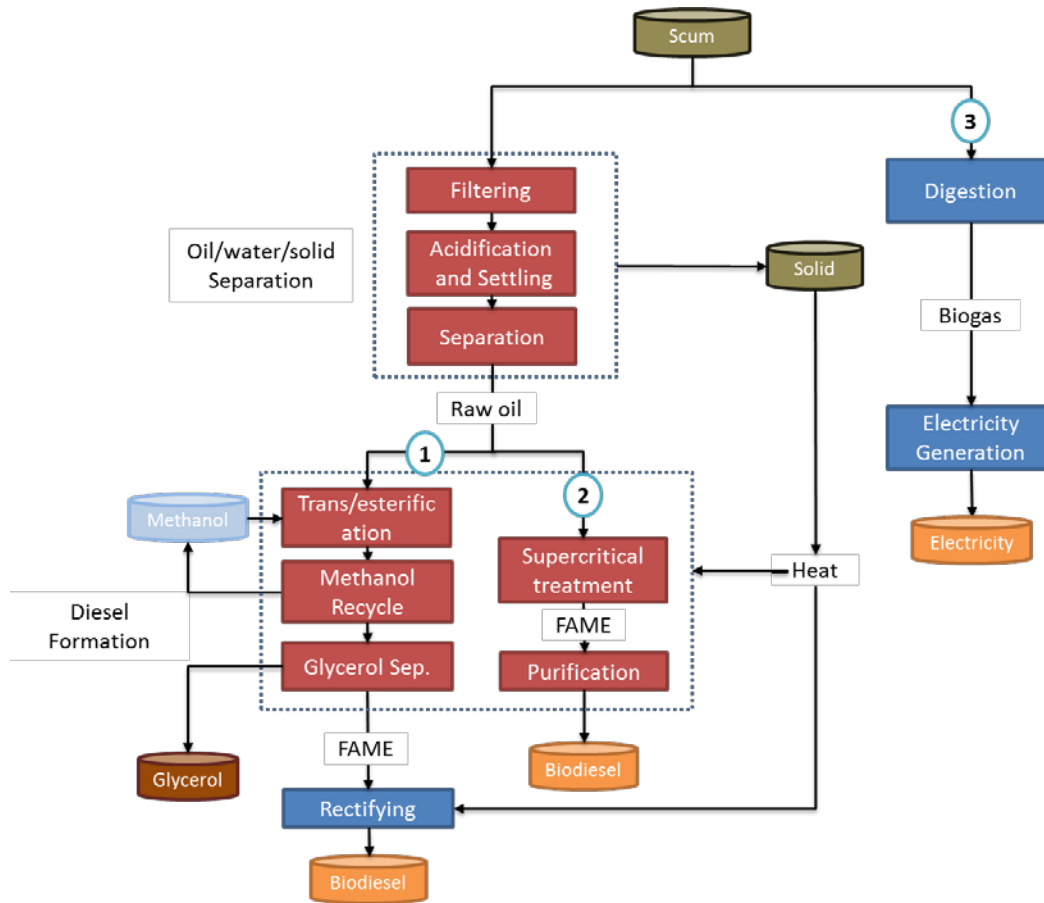 Scum
3
Filtering
Digestion
Oil/water/solid
Separation
Acidification
and Settling
Solid
Separation
Biogas
Raw oil
Electricity
Generation
1
2
Methanol
Trans/esterific
ation
Supercritical
treatment
Electricity
Heat
Methanol
Recycle
Diesel
Formation
FAME
Glycerol Sep.
Purification
FAME
Glycerol
Biodiesel
Rectifying
Biodiesel